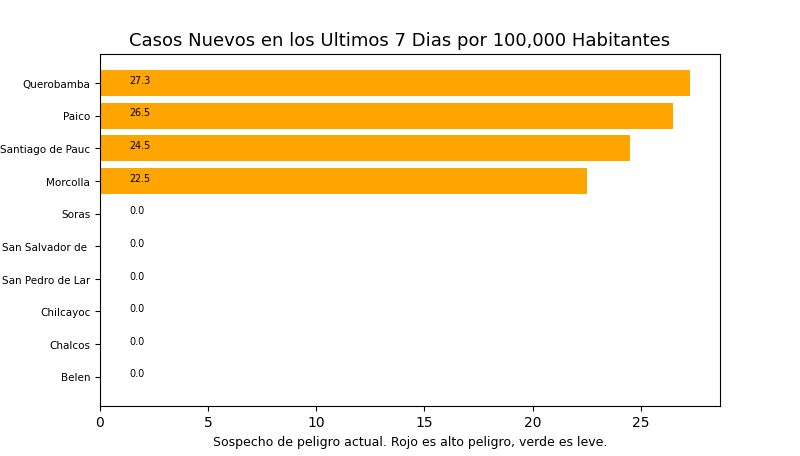 Casos Nuevos en los Ultimos 7 Dias por 100,000 Habitantes
Querobamba 27.3
Paico 26.5
Santiago de Pauc 24.5
Morcolla 22.5
Soras 0.0
San Salvador de 0.0
San Pedro de Lar 0.0
Chilcayoc 0.0
Chalcos 0.0
Belen 0.0
0 5 10 15 20 25
Sospecho de peligro actual. Rojo es alto peligro, verde es leve.